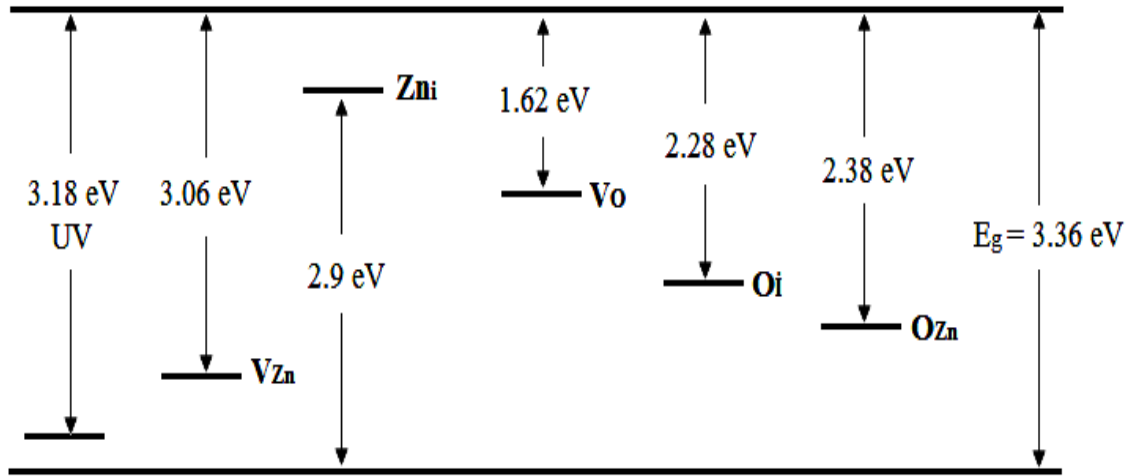 Zni
1.62 eV
2.28 eV
3.18 eV
UV
3.06 eV
2.38 eV
VO
Eg = 3.36 eV
2.9 eV
Oi
OZn
VZn